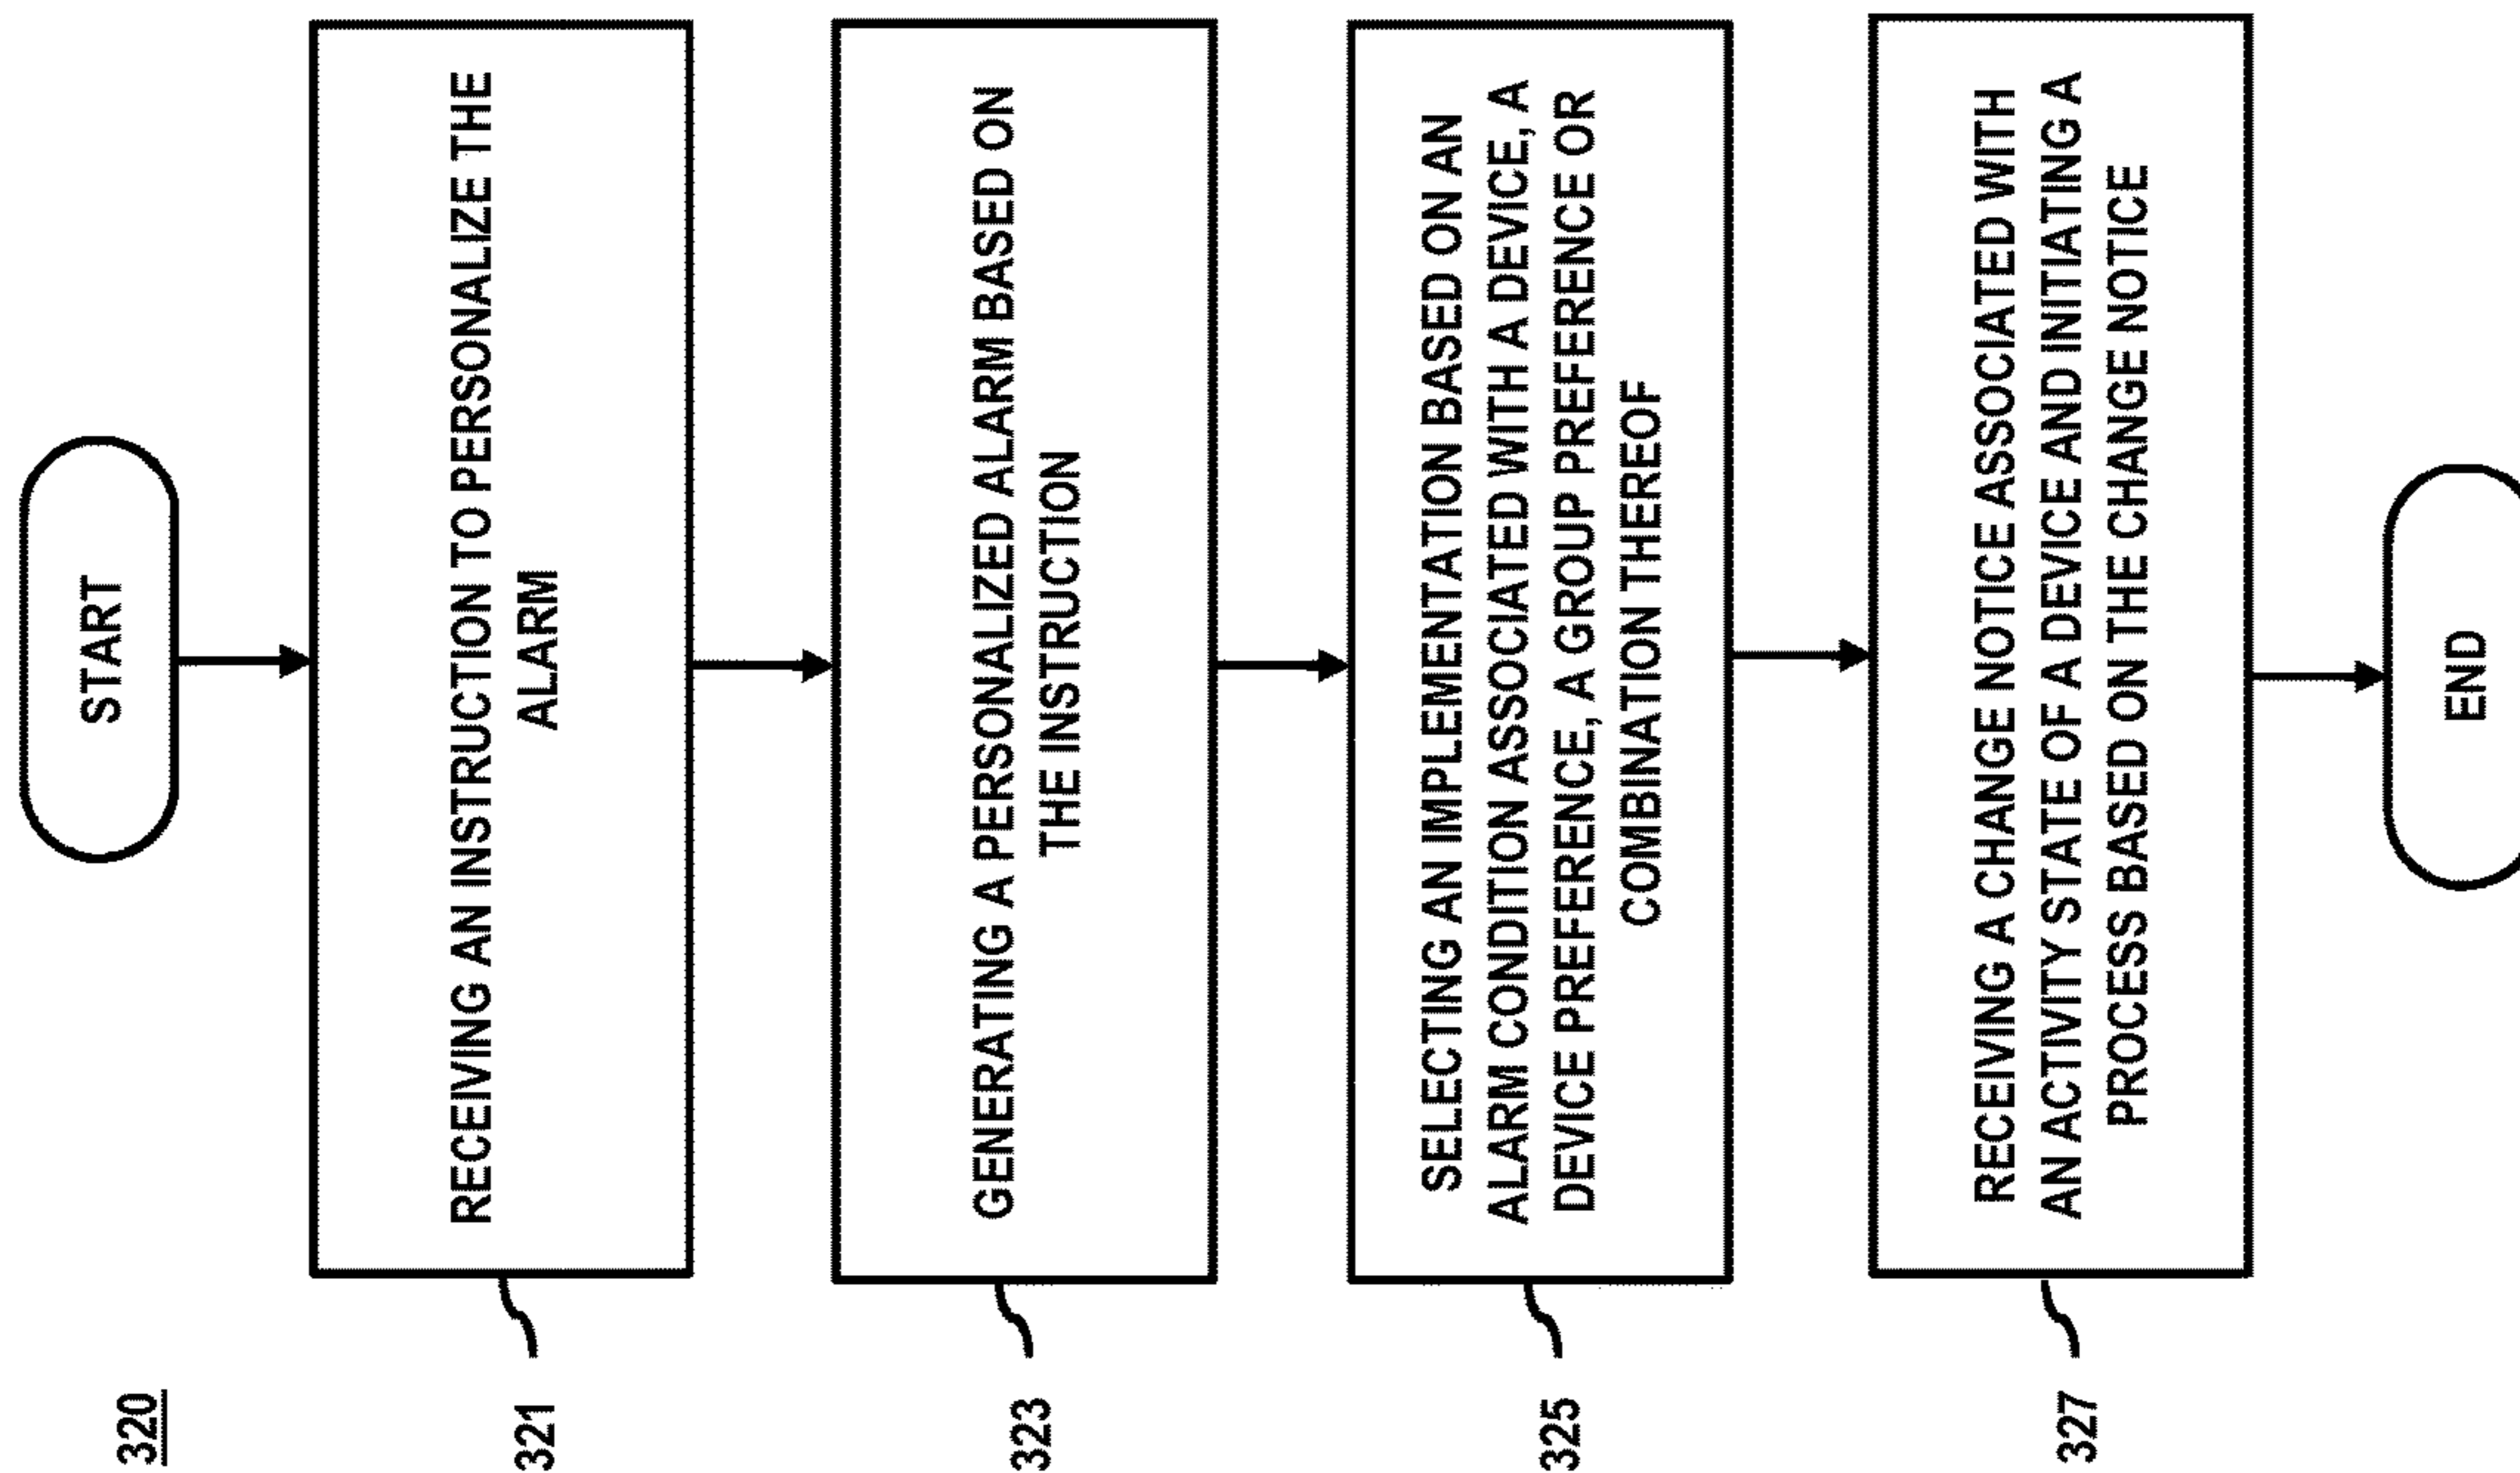 320
START
321
RECEIVING AN INSTRUCTION TO PERSONALIZE THE
ALARM
323
GENERATING A PERSONALIZED ALARM BASED ON
THE INSTRUCTION
325
SELECTING AN IMPLEMENTATION BASED ON AN
ALARM CONDITION ASSOCIATED WITH A DEVICE, A
DEVICE PREFERENCE, A GROUP PREFERENCE OR
COMBINATION THEREOF
327
RECEIVING A CHANGE NOTICE ASSOCIATED WITH
AN ACTIVITY STATE OF A DEVICE AND INITIATING A
PROCESS BASED ON THE CHANGE NOTICE
END